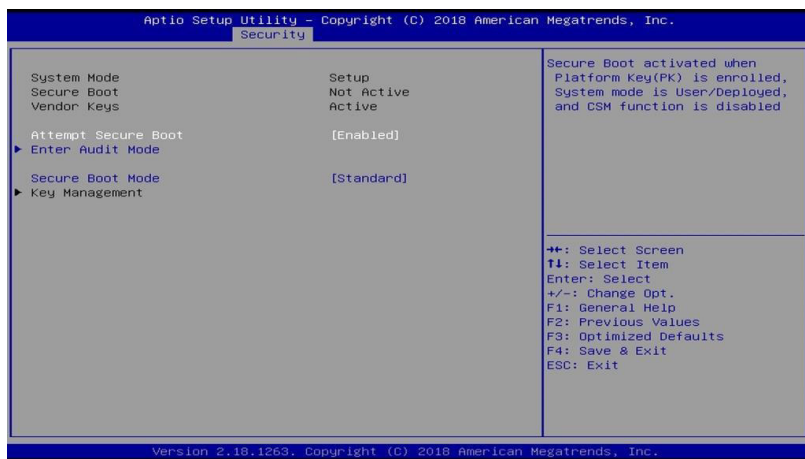 Aptio Setup Utility – Copyright (C) 2018 American Megatrends, Inc.
Security
System Mode Setup
Secure Boot Not Active
Vendor Keys Active
Attempt Secure Boot [Enabled]
Enter Audit Mode
Secure Boot Mode [Standard]
Key Management
Secure Boot activated when
Platform Key(PK) is enrolled,
System mode is User/Deployed,
and CSM function is disabled
→←: Select Screen
↑↓: Select Item
Enter: Select
+/-: Change Opt.
F1: General Help
F2: Previous Values
F3: Optimized Defaults
F4: Save & Exit
ESC: Exit
Version 2.18.1263. Copyright (C) 2018 American Megatrends, Inc.